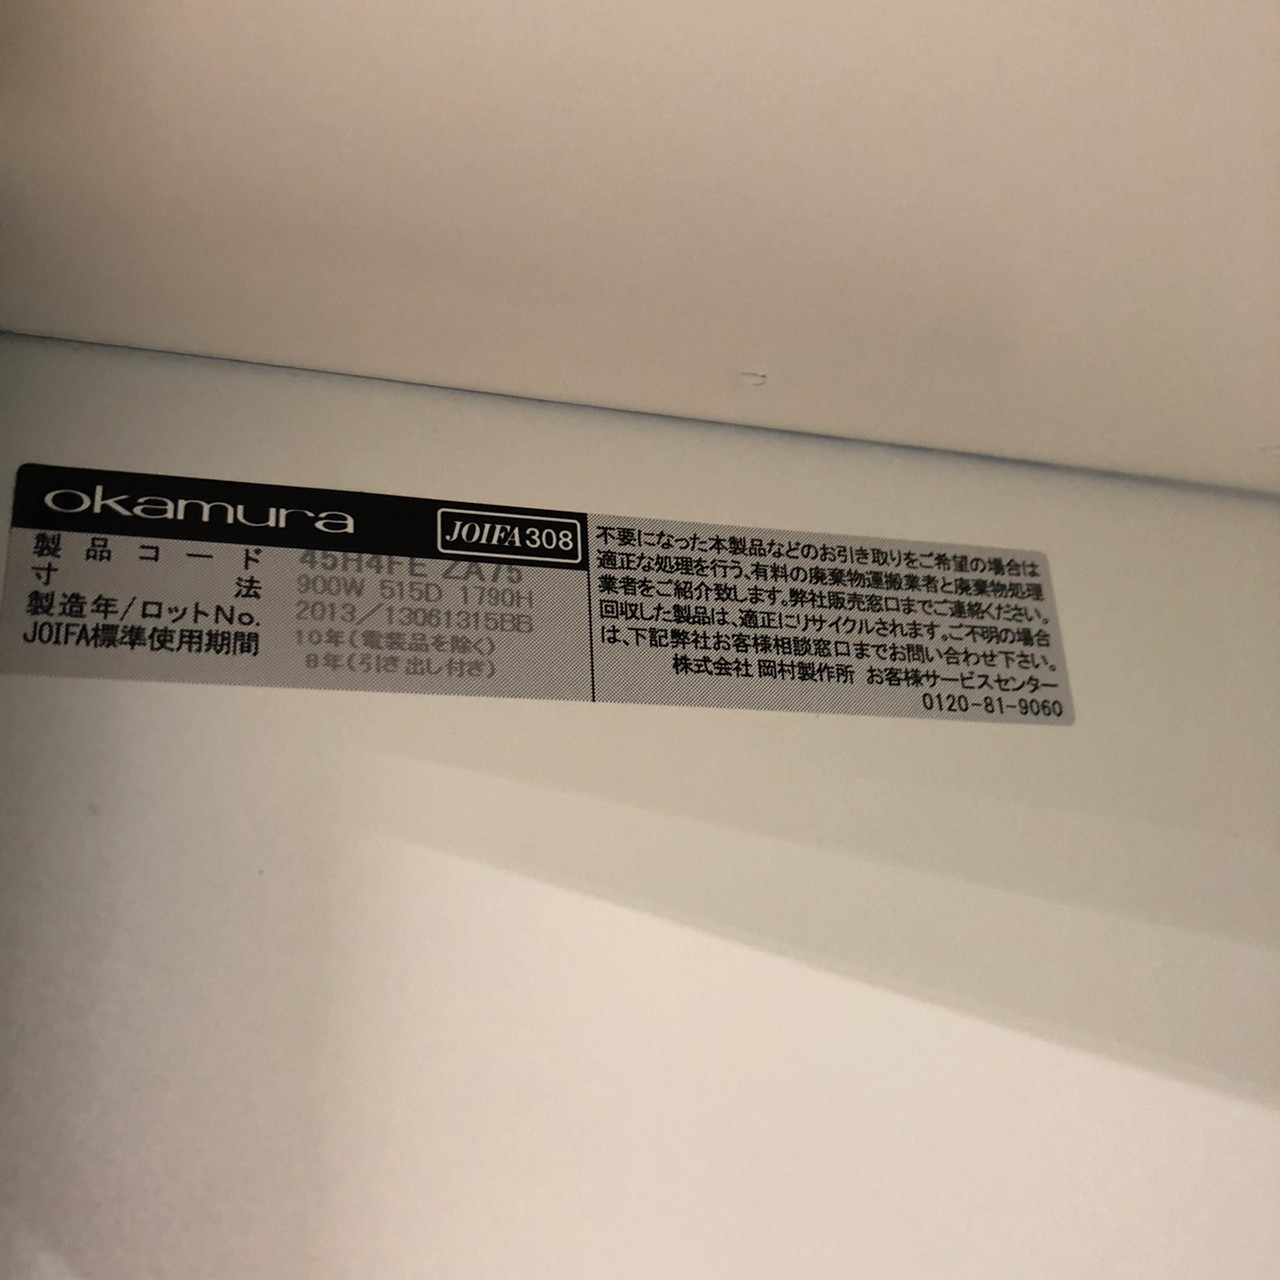 okamura JOIFA308
製品コード 45H4FE ZA75
寸法 900W 515D 1790H
製造年/ロットNo. 2013/13061315BB
JOIFA標準使用期間 10年(電装品を除く)
8年(引き出し付き)
不要になった本製品などのお引き取りをご希望の場合は
適正な処理を行う、有料の廃棄物運搬業者と廃棄物処理
業者をご紹介致します。弊社販売窓口までご連絡ください。
回収した製品は、適正にリサイクルされます。ご不明の場合
は、下記弊社お客様相談窓口までお問い合わせ下さい。
株式会社 岡村製作所 お客様サービスセンター
0120-81-9060